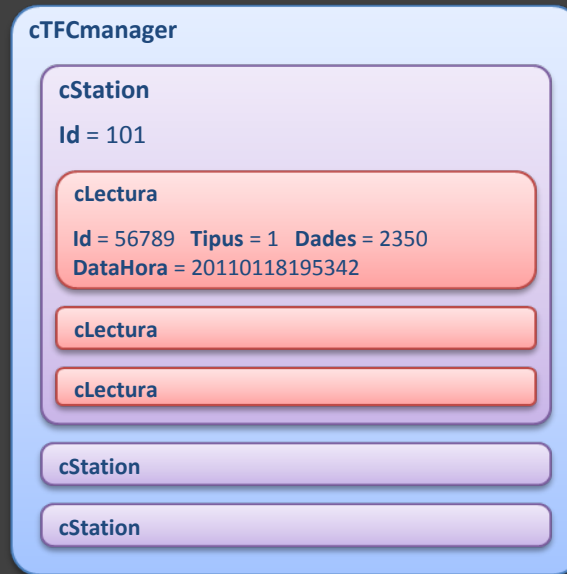 cTFCmanager
cStation
Id = 101
cLectura
Id = 56789 Tipus = 1 Dades = 2350
DataHora = 20110118195342
cLectura
cLectura
cStation
cStation